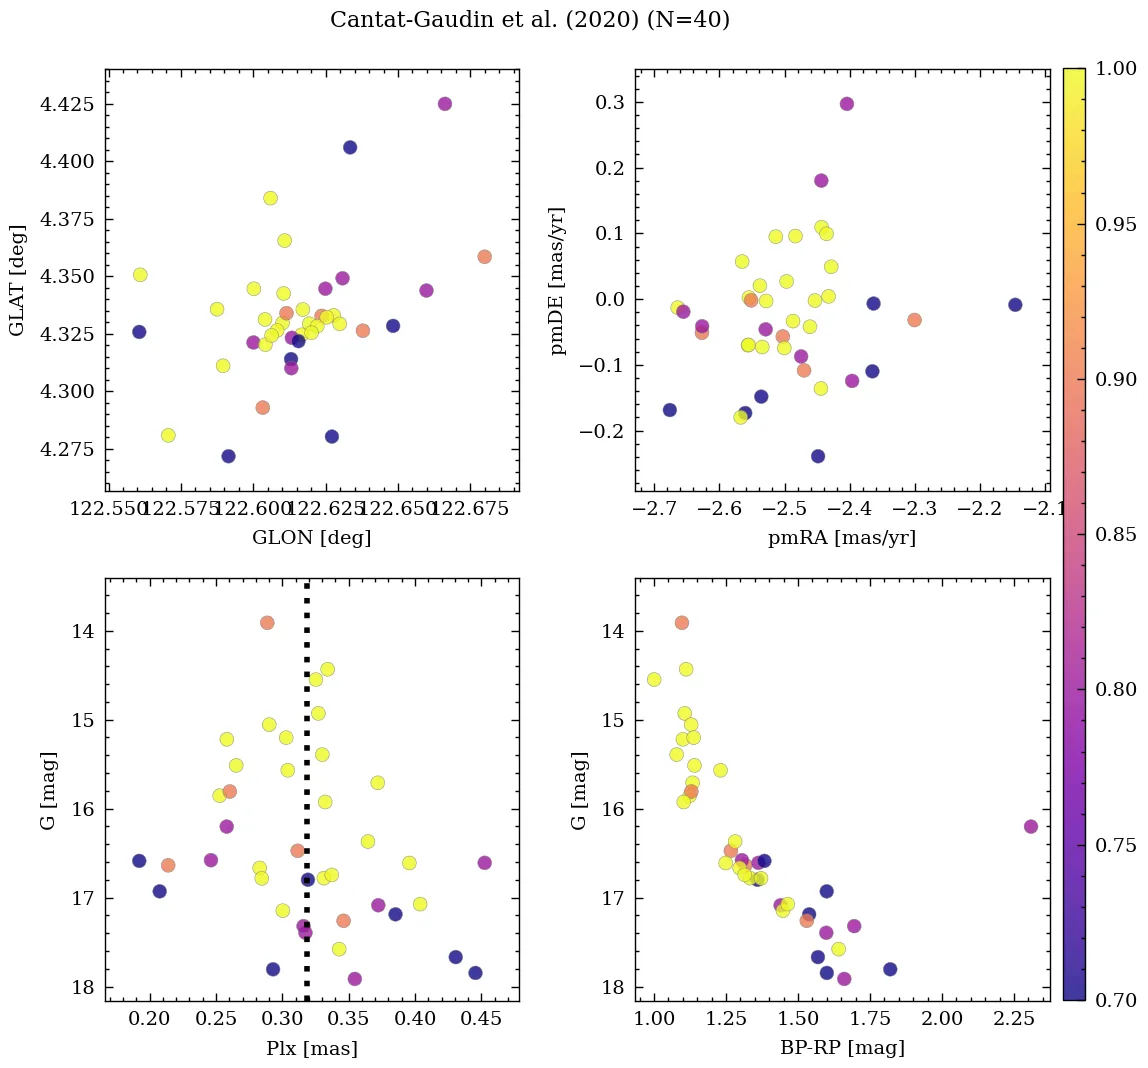 Cantat-Gaudin et al. (2020) (N=40)
4.425
4.400
4.375
4.350
4.325
4.300
4.275
GLAT [deg]
122.550 122.575 122.600 122.625 122.650 122.675
GLON [deg]
0.3
0.2
0.1
0.0
−0.1
−0.2
pmDE [mas/yr]
−2.7 −2.6 −2.5 −2.4 −2.3 −2.2 −2.1
pmRA [mas/yr]
1.00
0.95
0.90
0.85
0.80
0.75
0.70
14
15
16
17
18
G [mag]
0.20 0.25 0.30 0.35 0.40 0.45
Plx [mas]
14
15
16
17
18
G [mag]
1.00 1.25 1.50 1.75 2.00 2.25
BP-RP [mag]